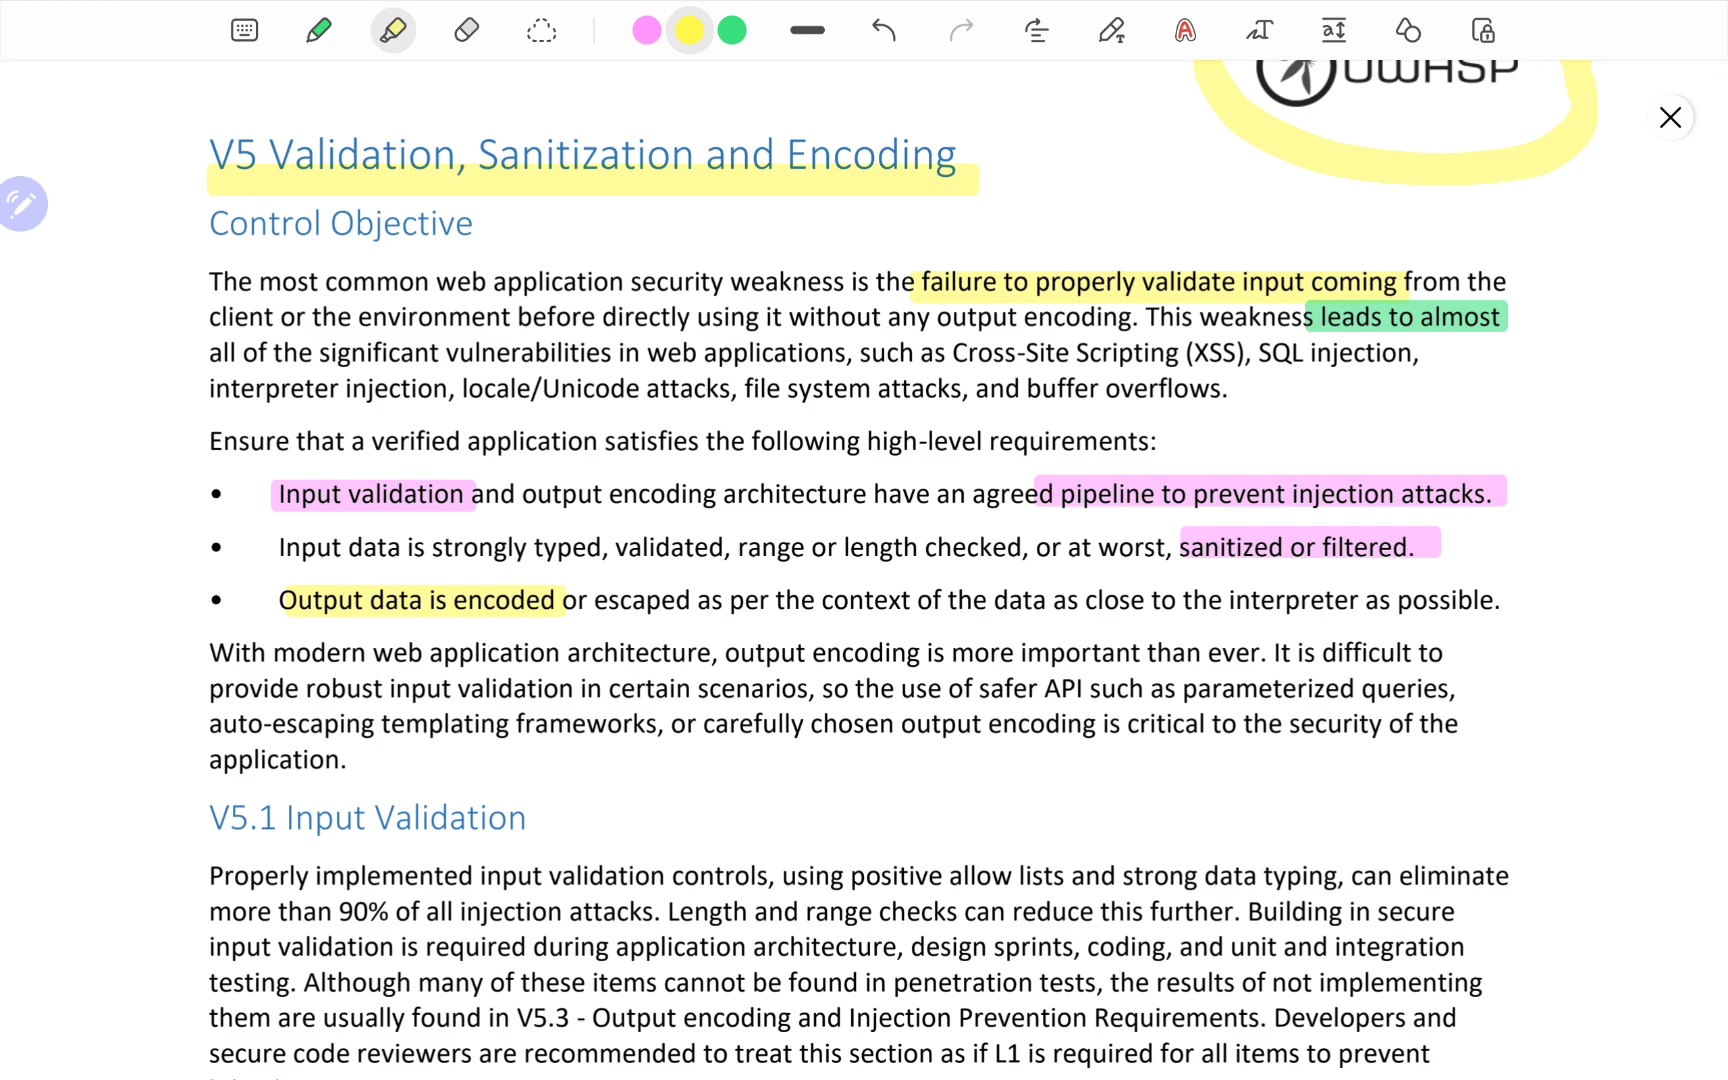 OWASP
V5 Validation, Sanitization and Encoding
Control Objective
The most common web application security weakness is the failure to properly validate input coming from the
client or the environment before directly using it without any output encoding. This weakness leads to almost
all of the significant vulnerabilities in web applications, such as Cross-Site Scripting (XSS), SQL injection,
interpreter injection, locale/Unicode attacks, file system attacks, and buffer overflows.
Ensure that a verified application satisfies the following high-level requirements:
• Input validation and output encoding architecture have an agreed pipeline to prevent injection attacks.
• Input data is strongly typed, validated, range or length checked, or at worst, sanitized or filtered.
• Output data is encoded or escaped as per the context of the data as close to the interpreter as possible.
With modern web application architecture, output encoding is more important than ever. It is difficult to
provide robust input validation in certain scenarios, so the use of safer API such as parameterized queries,
auto-escaping templating frameworks, or carefully chosen output encoding is critical to the security of the
application.
V5.1 Input Validation
Properly implemented input validation controls, using positive allow lists and strong data typing, can eliminate
more than 90% of all injection attacks. Length and range checks can reduce this further. Building in secure
input validation is required during application architecture, design sprints, coding, and unit and integration
testing. Although many of these items cannot be found in penetration tests, the results of not implementing
them are usually found in V5.3 - Output encoding and Injection Prevention Requirements. Developers and
secure code reviewers are recommended to treat this section as if L1 is required for all items to prevent